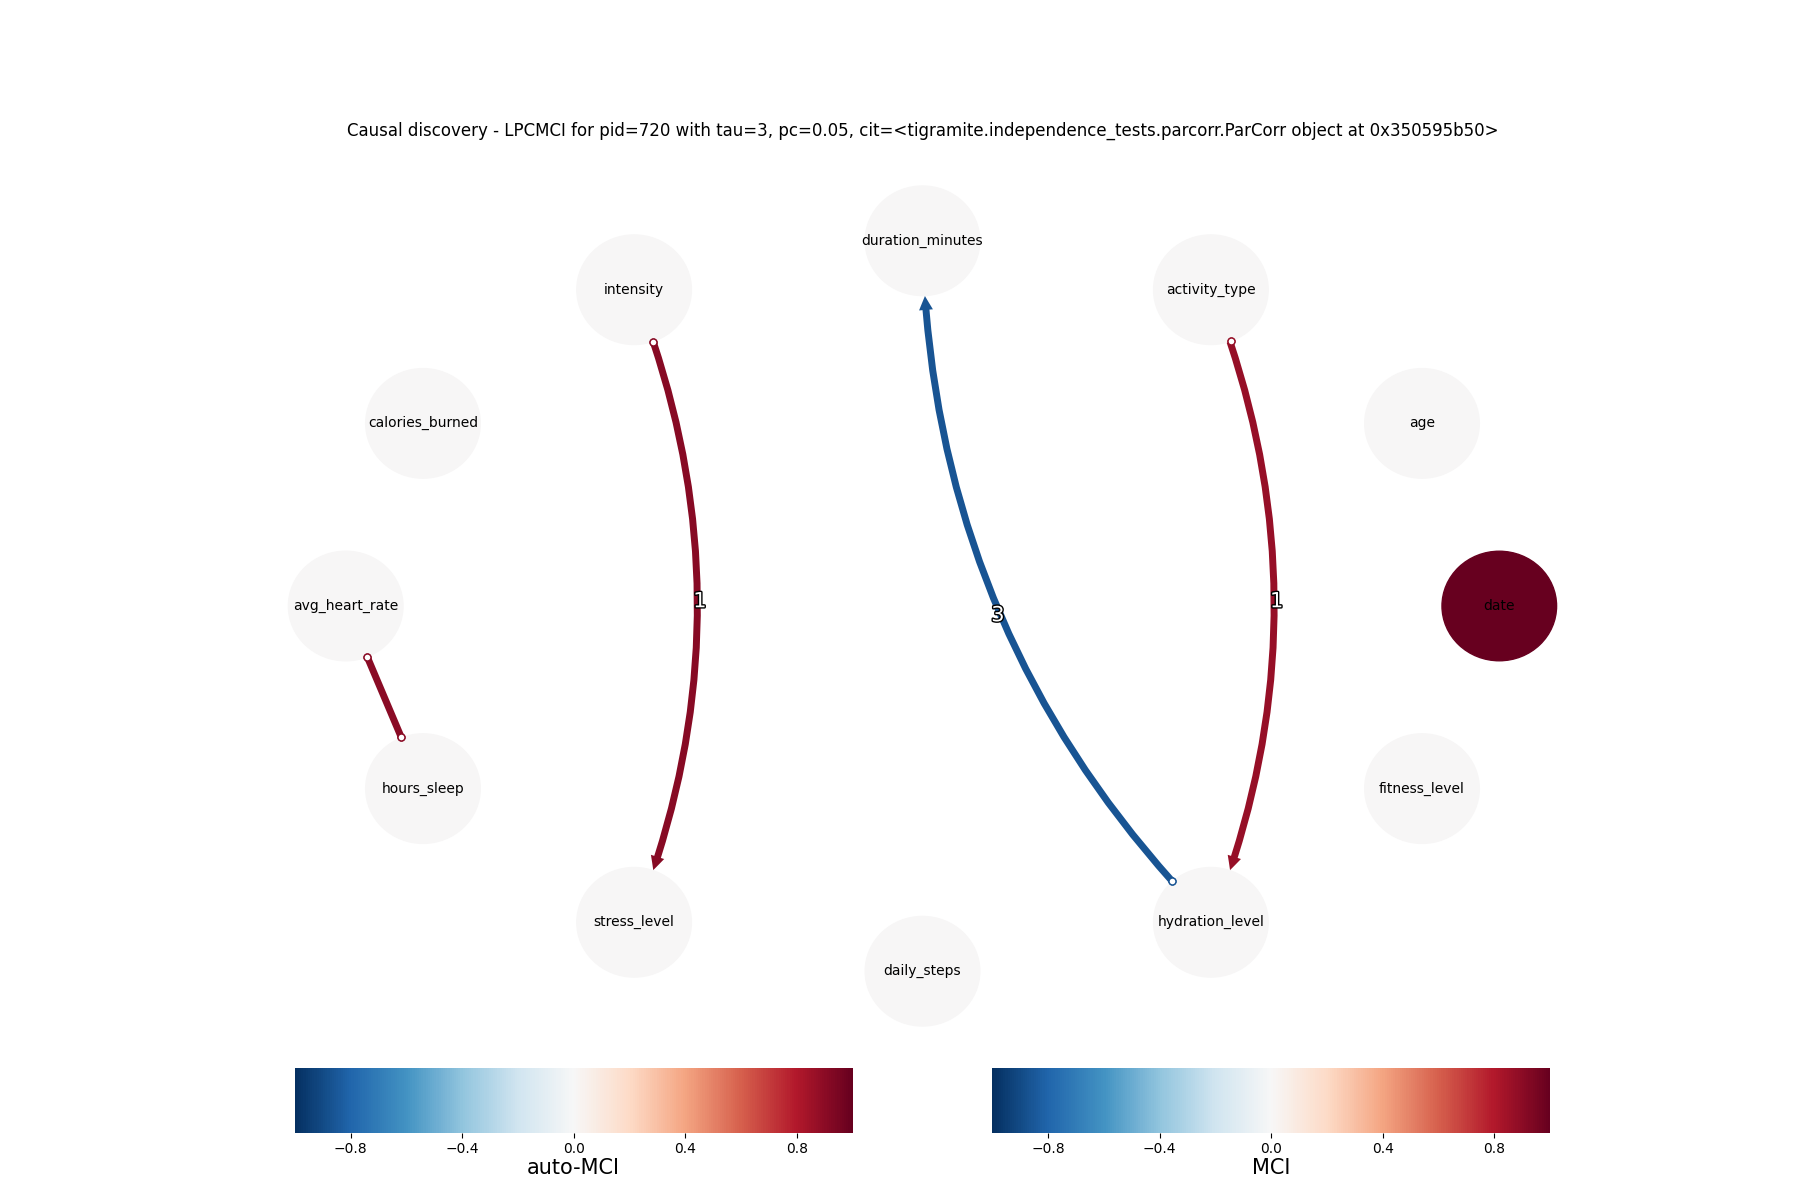 Causal discovery - LPCMCI for pid=720 with tau=3, pc=0.05, cit=<tigramite.independence_tests.parcorr.ParCorr object at 0x350595b50>
duration_minutes
intensity
activity_type
calories_burned
age
avg_heart_rate
1
3
1
date
hours_sleep
fitness_level
stress_level
hydration_level
daily_steps
−0.8 −0.4 0.0 0.4 0.8
auto-MCI
−0.8 −0.4 0.0 0.4 0.8
MCI